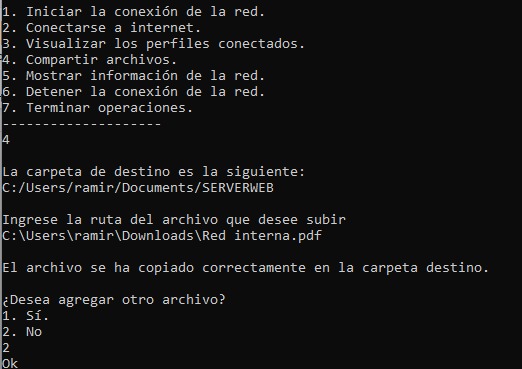 1. Iniciar la conexión de la red.
2. Conectarse a internet.
3. Visualizar los perfiles conectados.
4. Compartir archivos.
5. Mostrar información de la red.
6. Detener la conexión de la red.
7. Terminar operaciones.
--------------------
4
La carpeta de destino es la siguiente:
C:/Users/ramir/Documents/SERVERWEB
Ingrese la ruta del archivo que desee subir
C:\Users\ramir\Downloads\Red interna.pdf
El archivo se ha copiado correctamente en la carpeta destino.
¿Desea agregar otro archivo?
1. Sí.
2. No
2
Ok